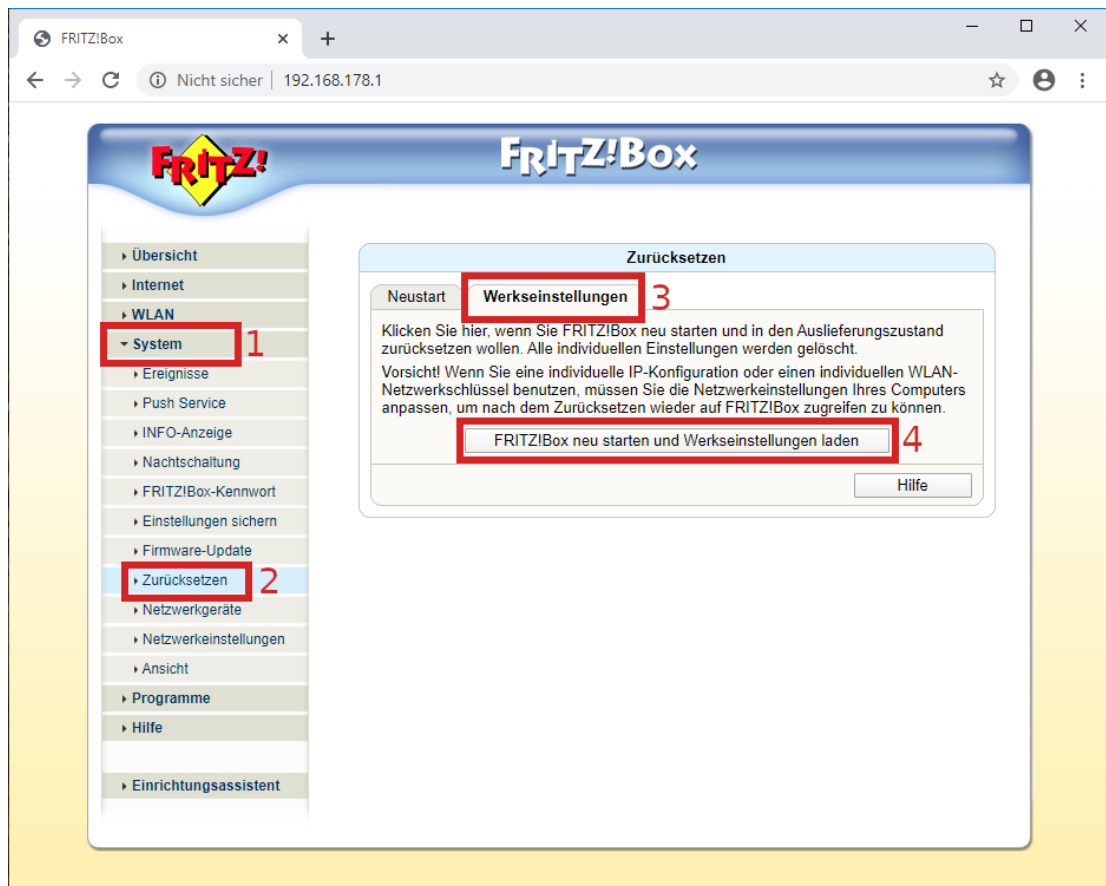 FRITZ!Box
Nicht sicher | 192.168.178.1
FRITZ!
FRITZ!Box
Übersicht
Internet
WLAN
System 1
Ereignisse
Push Service
INFO-Anzeige
Nachtschaltung
FRITZ!Box-Kennwort
Einstellungen sichern
Firmware-Update
Zurücksetzen 2
Netzwerkgeräte
Netzwerkeinstellungen
Ansicht
Programme
Hilfe
Einrichtungsassistent
Zurücksetzen
Neustart Werkseinstellungen 3
Klicken Sie hier, wenn Sie FRITZ!Box neu starten und in den Auslieferungszustand
zurücksetzen wollen. Alle individuellen Einstellungen werden gelöscht.
Vorsicht! Wenn Sie eine individuelle IP-Konfiguration oder einen individuellen WLAN-
Netzwerkschlüssel benutzen, müssen Sie die Netzwerkeinstellungen Ihres Computers
anpassen, um nach dem Zurücksetzen wieder auf FRITZ!Box zugreifen zu können.
FRITZ!Box neu starten und Werkseinstellungen laden 4
Hilfe